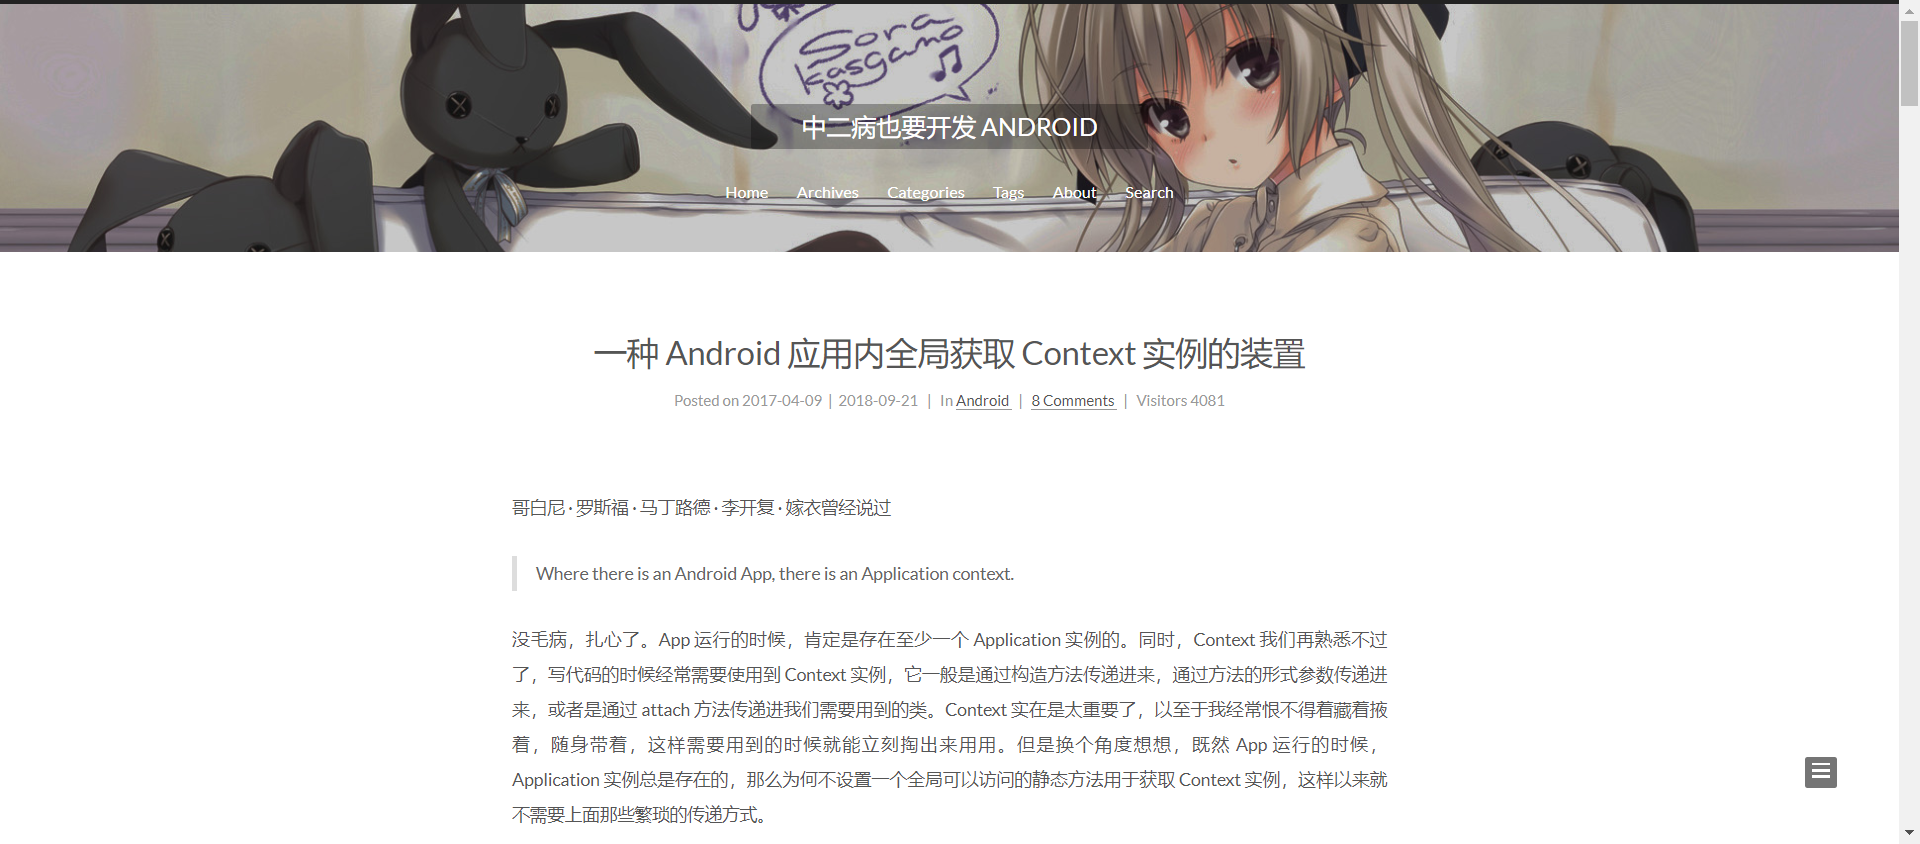 Sora
kasgano
中二病也要开发 ANDROID
Home Archives Categories Tags About Search
一种 Android 应用内全局获取 Context 实例的装置
Posted on 2017-04-09 | 2018-09-21 | In Android | 8 Comments | Visitors 4081
哥白尼 · 罗斯福 · 马丁路德 · 李开复 · 嫁衣曾经说过
Where there is an Android App, there is an Application context.
没毛病，扎心了。App 运行的时候，肯定是存在至少一个 Application 实例的。同时，Context 我们再熟悉不过
了，写代码的时候经常需要使用到 Context 实例，它一般是通过构造方法传递进来，通过方法的形式参数传递进
来，或者是通过 attach 方法传递进我们需要用到的类。Context 实在是太重要了，以至于我经常恨不得着藏着掖
着，随身带着，这样需要用到的时候就能立刻掏出来用用。但是换个角度想想，既然 App 运行的时候，
Application 实例总是存在的，那么为何不设置一个全局可以访问的静态方法用于获取 Context 实例，这样以来就
不需要上面那些繁琐的传递方式。